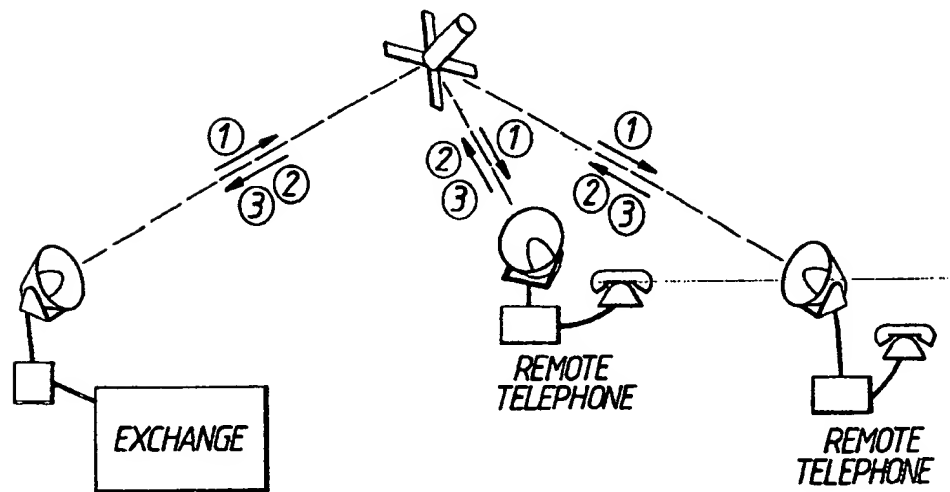 ①
③ ②
② ①
③
①
② ③
REMOTE
TELEPHONE
EXCHANGE
REMOTE
TELEPHONE